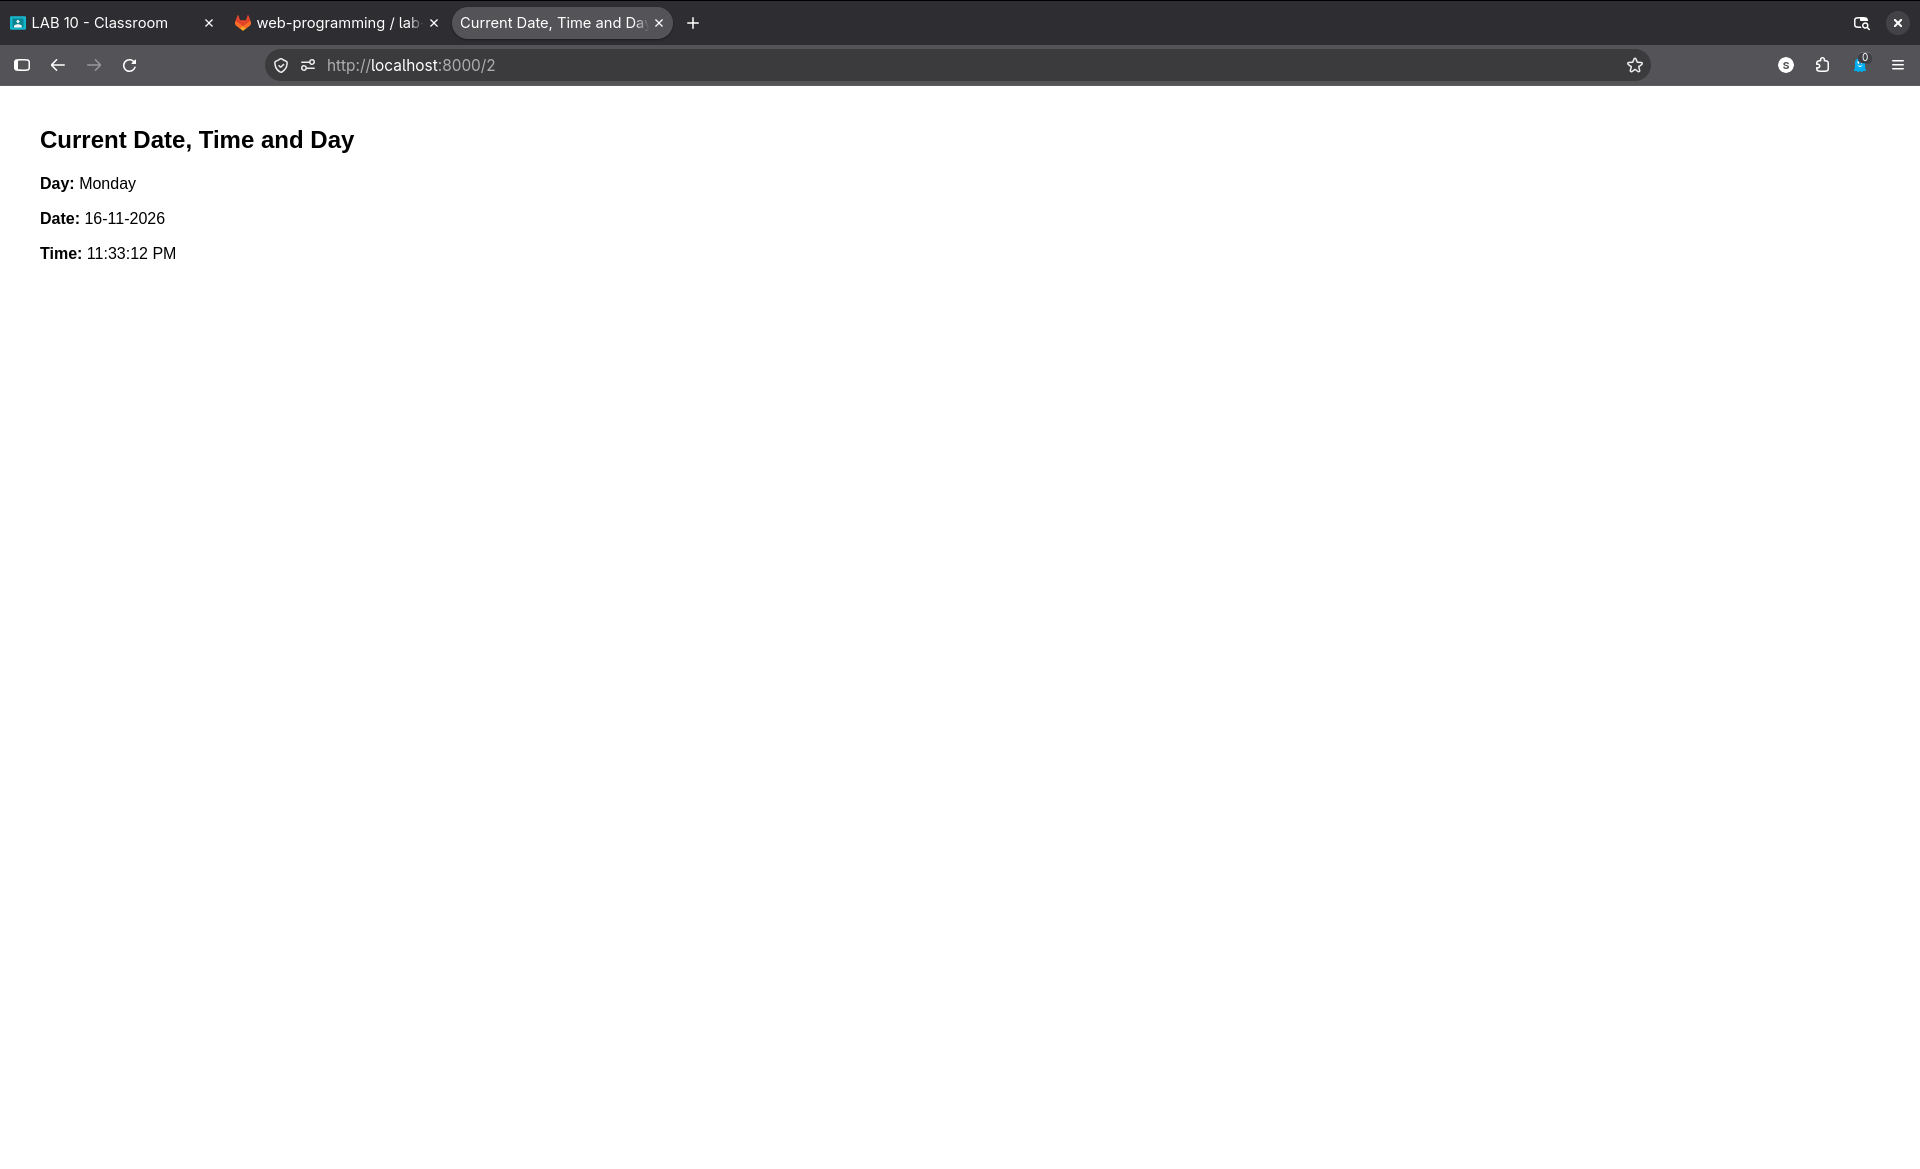 LAB 10 - Classroom
web-programming / lab
Current Date, Time and Da
http://localhost:8000/2
S
0
Current Date, Time and Day
Day: Monday
Date: 16-11-2026
Time: 11:33:12 PM